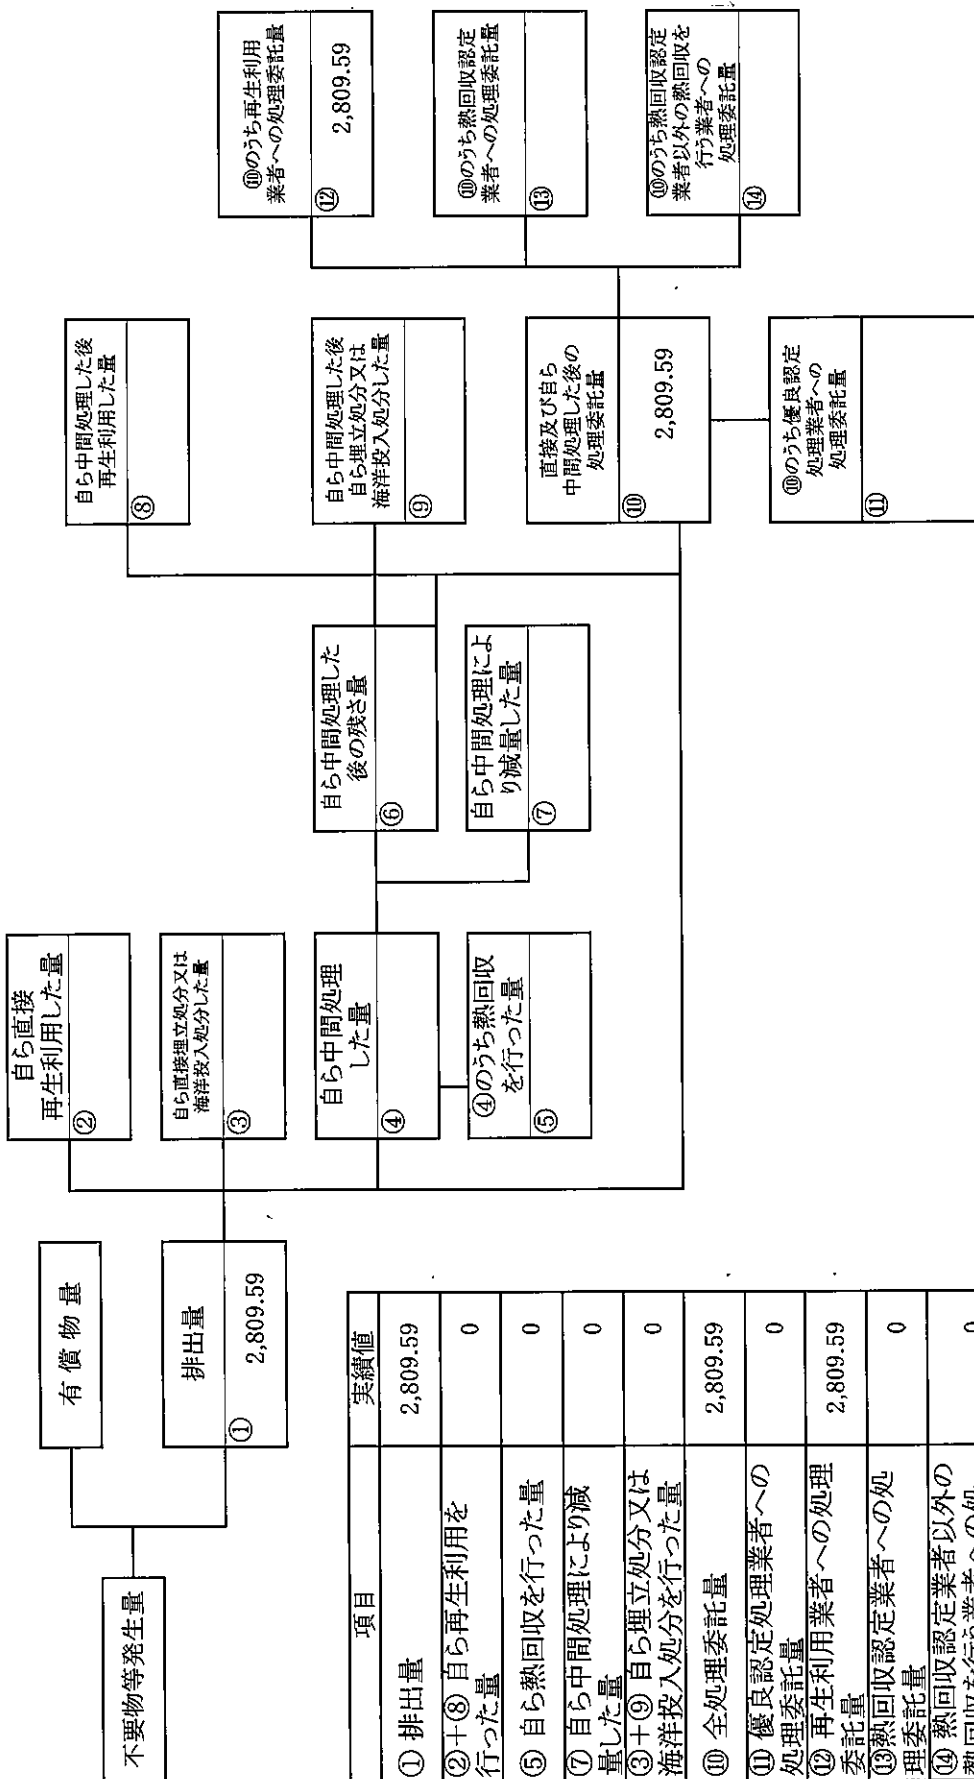 不要物等発生量
有償物量
排出量
①
2,809.59
自ら直接
再生利用した量
②
自ら直接埋立処分又は
海洋投入処分した量
③
自ら中間処理
した量
④
④のうち熱回収
を行った量
⑤
自ら中間処理した
後の残さ量
⑥
自ら中間処理によ
り減量した量
⑦
自ら中間処理した後
再生利用した量
⑧
自ら中間処理した後
自ら埋立処分又は
海洋投入処分した量
⑨
直接及び自ら
中間処理した後の
処理委託量
⑩
2,809.59
⑩のうち優良認定
処理業者への
処理委託量
⑪
⑩のうち再生利用
業者への処理委託量
⑫
2,809.59
⑩のうち熱回収認定
業者への処理委託量
⑬
⑩のうち熱回収認定
業者以外の熱回収を
行う業者への
処理委託量
⑭
項目 実績値
① 排出量 2,809.59
②+⑧ 自ら再生利用を
行った量 0
⑤ 自ら熱回収を行った量 0
⑦ 自ら中間処理により減
量した量 0
③+⑨ 自ら埋立処分又は
海洋投入処分を行った量 0
⑩ 全処理委託量 2,809.59
⑪ 優良認定処理業者への
処理委託量 0
⑫ 再生利用業者への処理
委託量 2,809.59
⑬熱回収認定業者への処
理委託量 0
⑭ 熱回収認定業者以外の
熱回収を行う業者への処 0